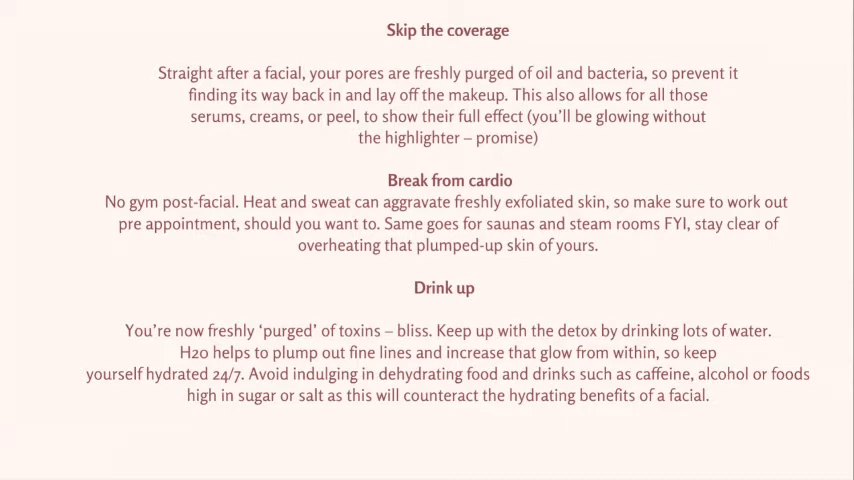 Skip the coverage
Straight after a facial, your pores are freshly purged of oil and bacteria, so prevent it
finding its way back in and lay off the makeup. This also allows for all those
serums, creams, or peel, to show their full effect (you’ll be glowing without
the highlighter – promise)
Break from cardio
No gym post-facial. Heat and sweat can aggravate freshly exfoliated skin, so make sure to work out
pre appointment, should you want to. Same goes for saunas and steam rooms FYI, stay clear of
overheating that plumped-up skin of yours.
Drink up
You’re now freshly ‘purged’ of toxins – bliss. Keep up with the detox by drinking lots of water.
H20 helps to plump out fine lines and increase that glow from within, so keep
yourself hydrated 24/7. Avoid indulging in dehydrating food and drinks such as caffeine, alcohol or foods
high in sugar or salt as this will counteract the hydrating benefits of a facial.